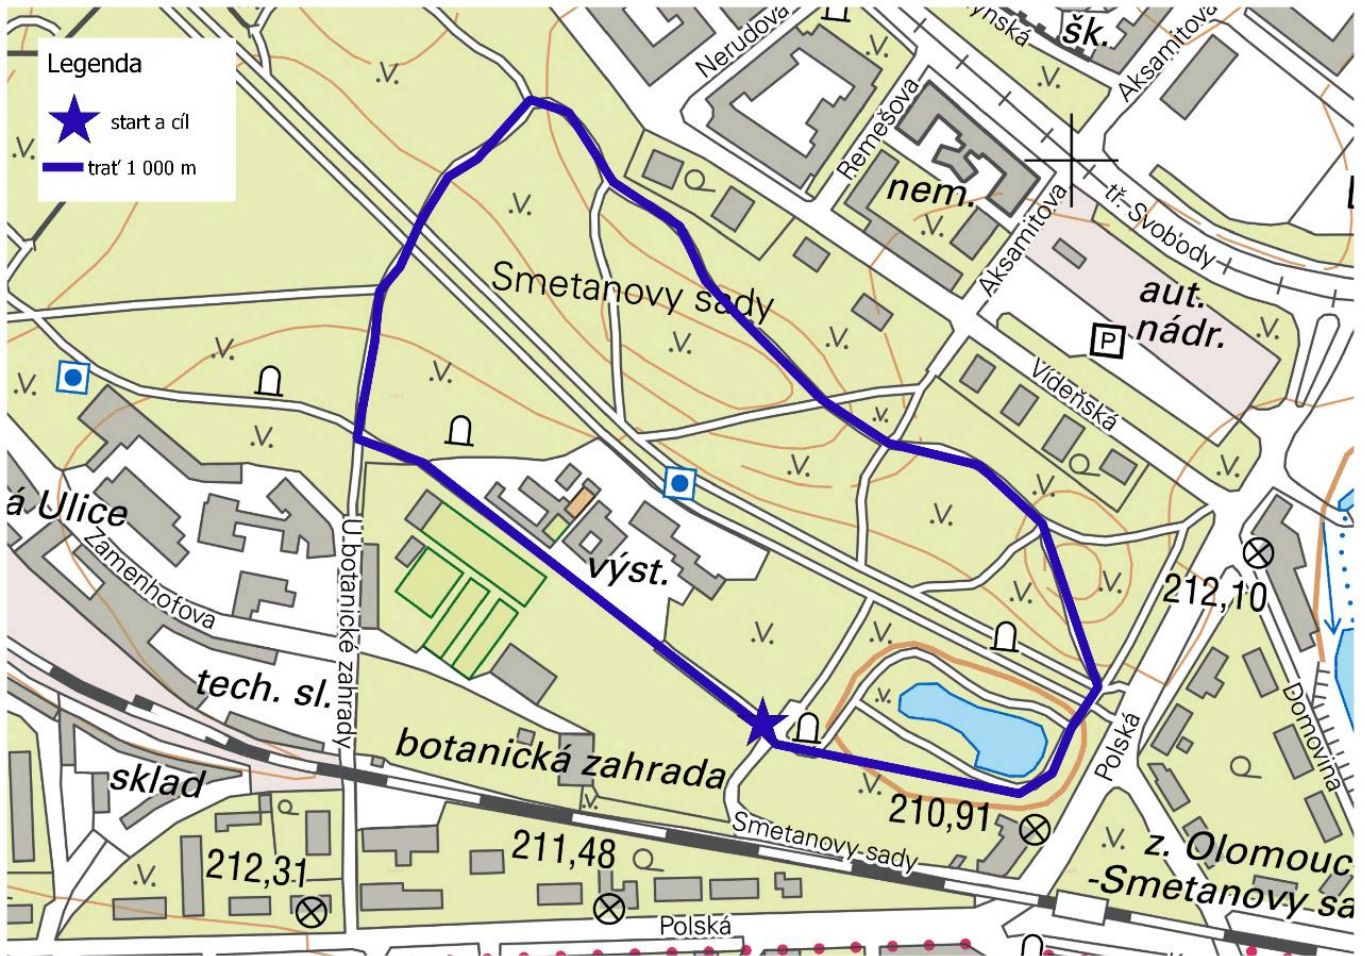 Legenda
start a cíl
trať 1 000 m
Nerudova
šk.
Aksamitova
Remešova
nem.
Aksamitova
tř. Svobody
Smetanovy sady
aut.
nádr.
P
Vídeňská
á Ulice
Zamenhofova
U botanické zahrady
výst.
212,10
tech. sl.
Domovina
Polská
botanická zahrada
sklad
210,91
Smetanovy sady
z. Olomouc
-Smetanovy sa
212,31
211,48
Polská